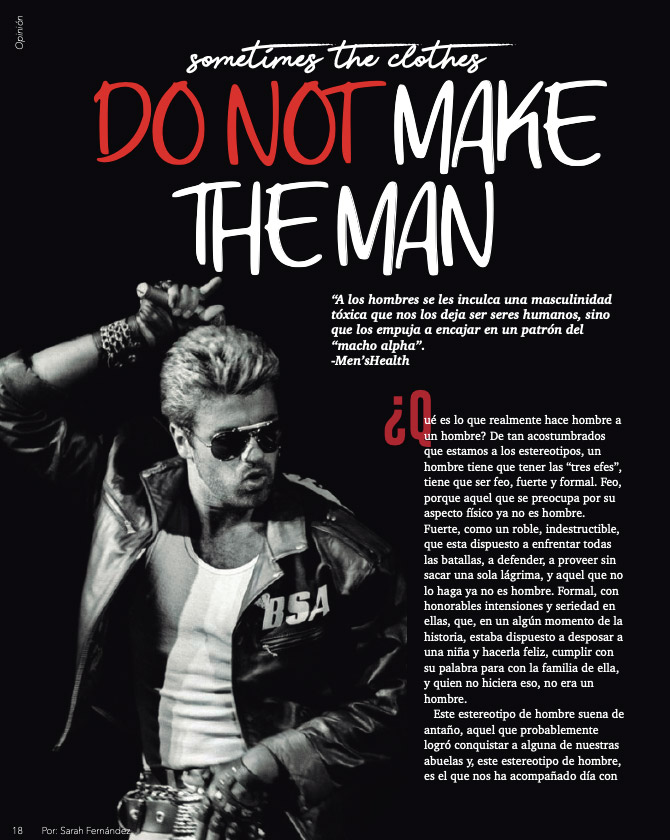 Opinión
sometimes the clothes
DO NOT MAKE
THE MAN
“A los hombres se les inculca una masculinidad
tóxica que nos los deja ser seres humanos, sino
que los empuja a encajar en un patrón del
“macho alpha”.
-Men’sHealth
¿Qué es lo que realmente hace hombre a
un hombre? De tan acostumbrados
que estamos a los estereotipos, un
hombre tiene que tener las “tres efes”,
tiene que ser feo, fuerte y formal. Feo,
porque aquel que se preocupa por su
aspecto físico ya no es hombre.
Fuerte, como un roble, indestructible,
que esta dispuesto a enfrentar todas
las batallas, a defender, a proveer sin
sacar una sola lágrima, y aquel que no
lo haga ya no es hombre. Formal, con
honorables intensiones y seriedad en
ellas, que, en un algún momento de la
historia, estaba dispuesto a desposar a
una niña y hacerla feliz, cumplir con
su palabra para con la familia de ella,
y quien no hiciera eso, no era un
hombre.
Este estereotipo de hombre suena de
antaño, aquel que probablemente
logró conquistar a alguna de nuestras
abuelas y, este estereotipo de hombre,
es el que nos ha acompañado día con
BSA
18 Por: Sarah Fernández